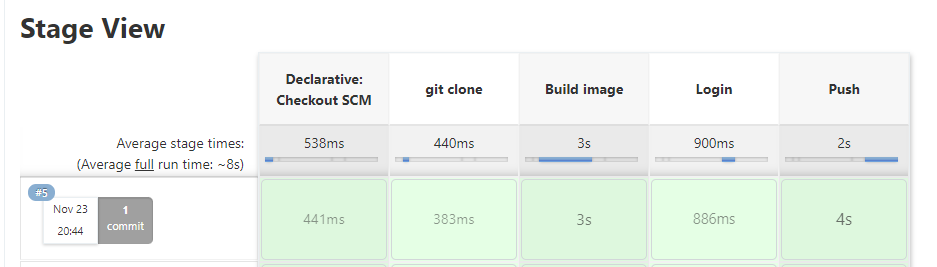 Stage View
Declarative:
Checkout SCM
git clone
Build image
Login
Push
Average stage times:
(Average full run time: ~8s)
538ms
440ms
3s
900ms
2s
#5
Nov 23
20:44
1
commit
441ms
383ms
3s
886ms
4s